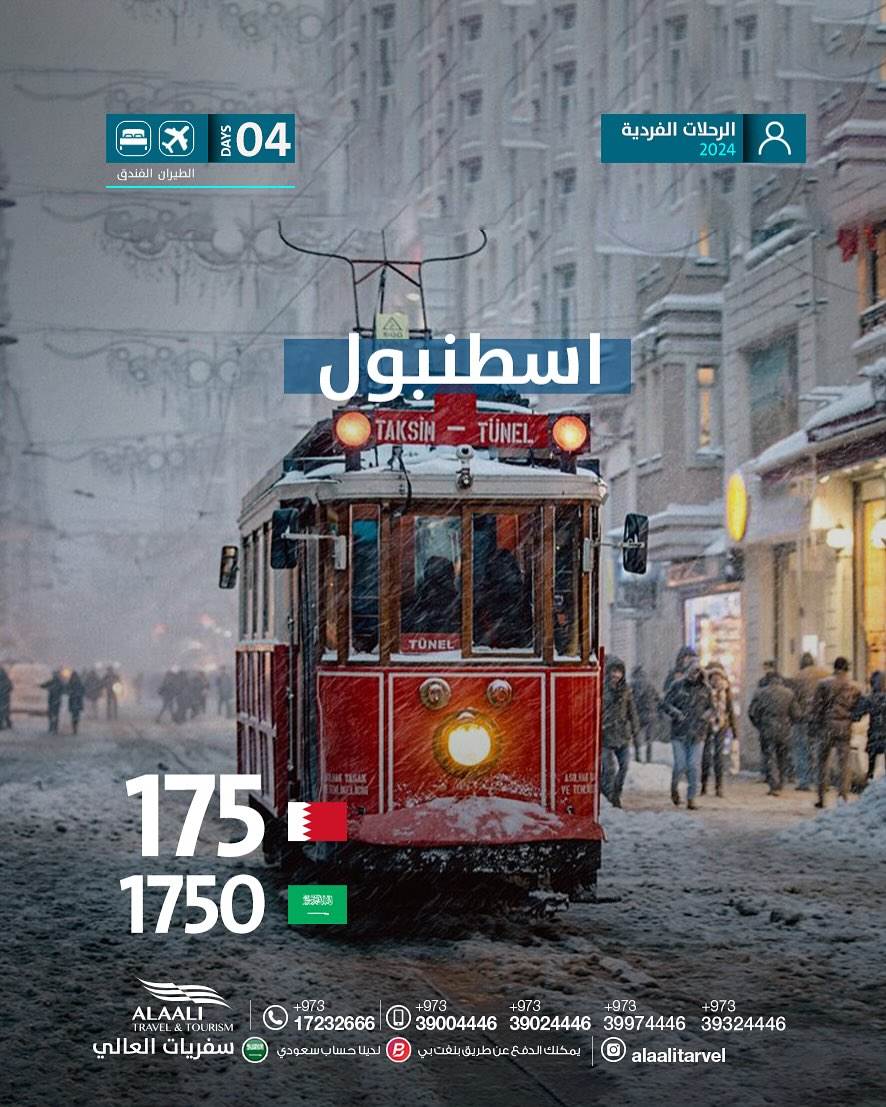 الرحلات الفردية
2024
04 DAYS
الطيران الفندق
اسطنبول
TAKSİM – TÜNEL
TÜNEL
175
1750
ALAALI
TRAVEL & TOURISM
سفريات العالي
+973 17232666
+973 39004446
+973 39024446
+973 39974446
+973 39324446
لدينا حساب سعودي
يمكنك الدفع عن طريق بنفت بي
alaalitarvel